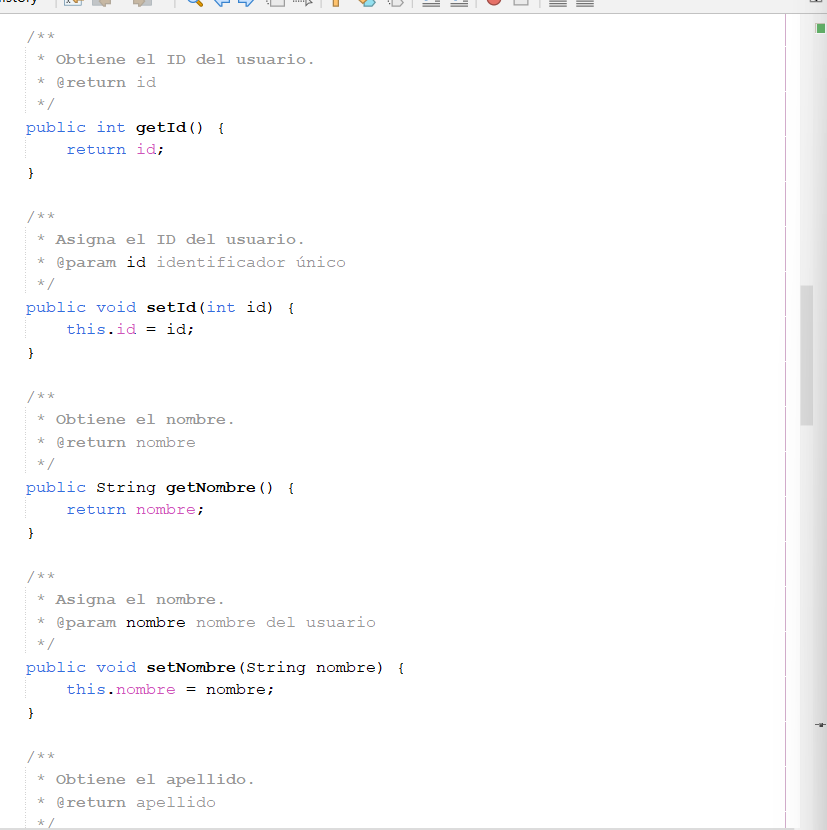 /**
 * Obtiene el ID del usuario.
 * @return id
 */
public int getId() {
    return id;
}

/**
 * Asigna el ID del usuario.
 * @param id identificador único
 */
public void setId(int id) {
    this.id = id;
}

/**
 * Obtiene el nombre.
 * @return nombre
 */
public String getNombre() {
    return nombre;
}

/**
 * Asigna el nombre.
 * @param nombre nombre del usuario
 */
public void setNombre(String nombre) {
    this.nombre = nombre;
}

/**
 * Obtiene el apellido.
 * @return apellido
 */